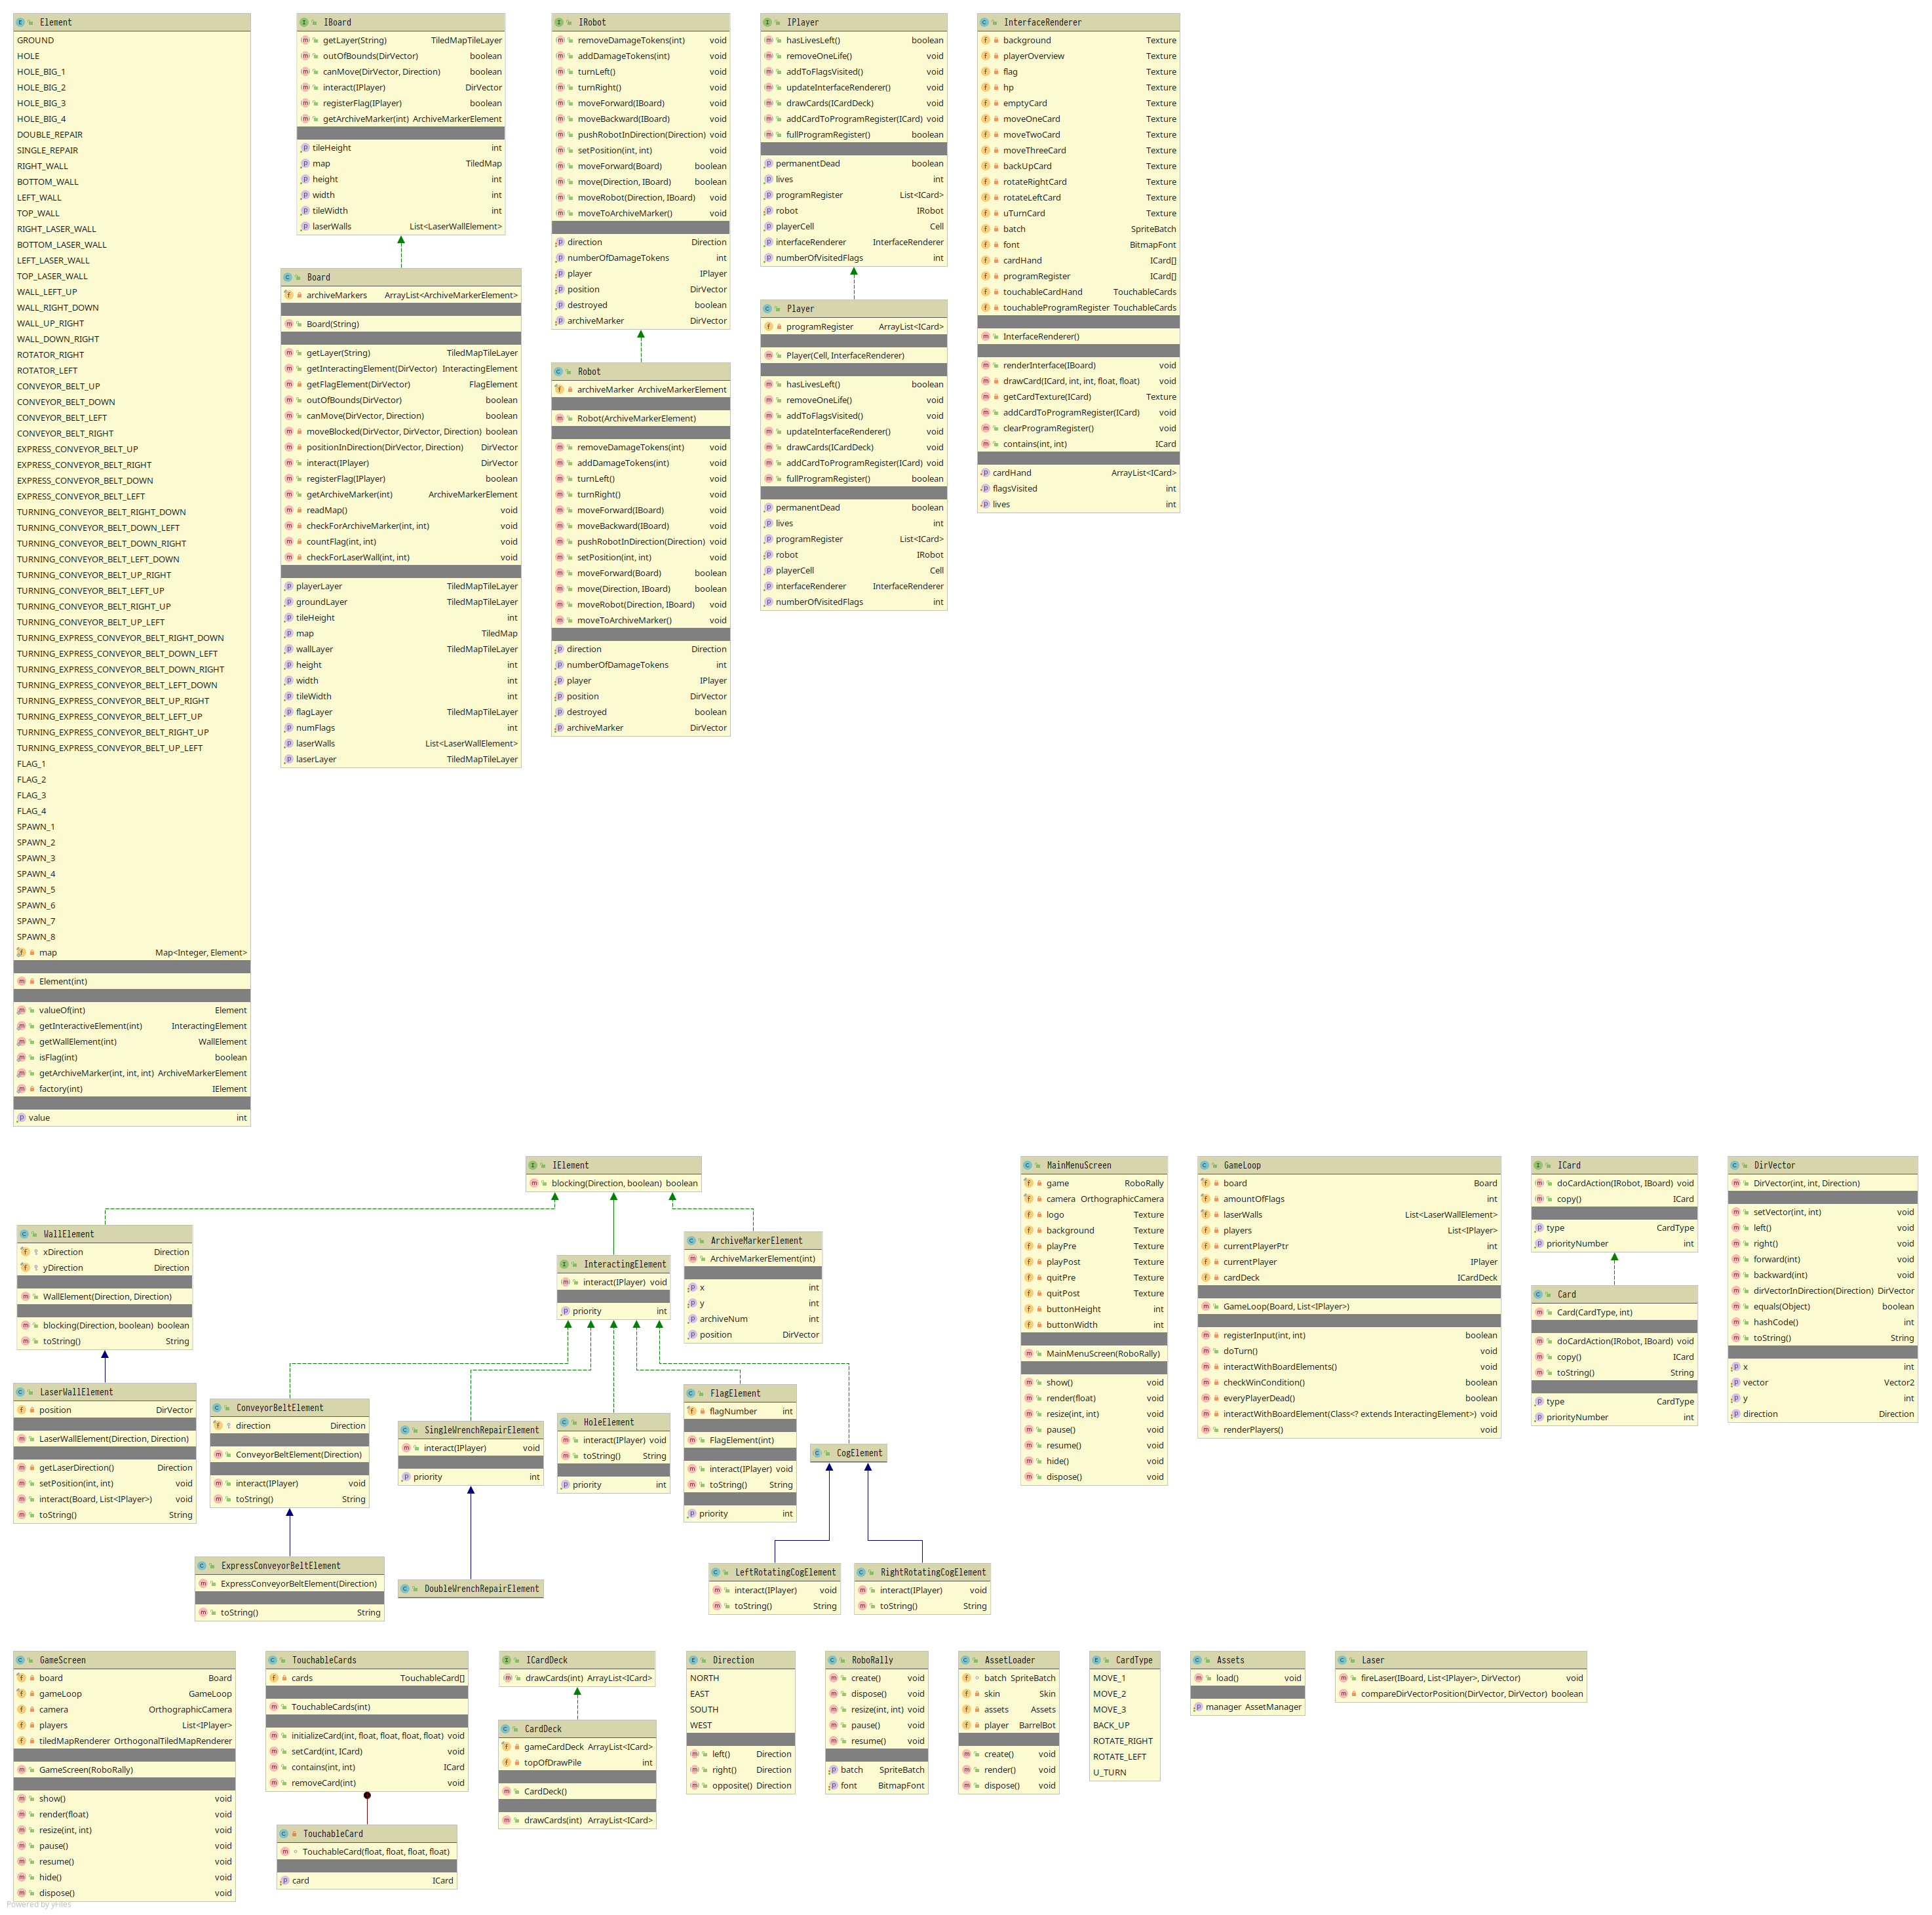 Element
GROUND
HOLE
HOLE_BIG_1
HOLE_BIG_2
HOLE_BIG_3
HOLE_BIG_4
DOUBLE_REPAIR
SINGLE_REPAIR
RIGHT_WALL
BOTTOM_WALL
LEFT_WALL
TOP_WALL
RIGHT_LASER_WALL
BOTTOM_LASER_WALL
LEFT_LASER_WALL
TOP_LASER_WALL
WALL_LEFT_UP
WALL_RIGHT_DOWN
WALL_UP_RIGHT
WALL_DOWN_RIGHT
ROTATOR_RIGHT
ROTATOR_LEFT
CONVEYOR_BELT_UP
CONVEYOR_BELT_DOWN
CONVEYOR_BELT_LEFT
CONVEYOR_BELT_RIGHT
EXPRESS_CONVEYOR_BELT_UP
EXPRESS_CONVEYOR_BELT_RIGHT
EXPRESS_CONVEYOR_BELT_DOWN
EXPRESS_CONVEYOR_BELT_LEFT
TURNING_CONVEYOR_BELT_RIGHT_DOWN
TURNING_CONVEYOR_BELT_DOWN_LEFT
TURNING_CONVEYOR_BELT_DOWN_RIGHT
TURNING_CONVEYOR_BELT_LEFT_DOWN
TURNING_CONVEYOR_BELT_UP_RIGHT
TURNING_CONVEYOR_BELT_LEFT_UP
TURNING_CONVEYOR_BELT_RIGHT_UP
TURNING_CONVEYOR_BELT_UP_LEFT
TURNING_EXPRESS_CONVEYOR_BELT_RIGHT_DOWN
TURNING_EXPRESS_CONVEYOR_BELT_DOWN_LEFT
TURNING_EXPRESS_CONVEYOR_BELT_DOWN_RIGHT
TURNING_EXPRESS_CONVEYOR_BELT_LEFT_DOWN
TURNING_EXPRESS_CONVEYOR_BELT_UP_RIGHT
TURNING_EXPRESS_CONVEYOR_BELT_LEFT_UP
TURNING_EXPRESS_CONVEYOR_BELT_RIGHT_UP
TURNING_EXPRESS_CONVEYOR_BELT_UP_LEFT
FLAG_1
FLAG_2
FLAG_3
FLAG_4
SPAWN_1
SPAWN_2
SPAWN_3
SPAWN_4
SPAWN_5
SPAWN_6
SPAWN_7
SPAWN_8
map Map<Integer, Element>
Element(int)
valueOf(int) Element
getInteractiveElement(int) InteractingElement
getWallElement(int) WallElement
isFlag(int) boolean
getArchiveMarker(int, int, int) ArchiveMarkerElement
factory(int) IElement
value int
IBoard
getLayer(String) TiledMapTileLayer
outOfBounds(DirVector) boolean
canMove(DirVector, Direction) boolean
interact(IPlayer) DirVector
registerFlag(IPlayer) boolean
getArchiveMarker(int) ArchiveMarkerElement
tileHeight int
map TiledMap
height int
width int
tileWidth int
laserWalls List<LaserWallElement>
Board
archiveMarkers ArrayList<ArchiveMarkerElement>
Board(String)
getLayer(String) TiledMapTileLayer
getInteractingElement(DirVector) InteractingElement
getFlagElement(DirVector) FlagElement
outOfBounds(DirVector) boolean
canMove(DirVector, Direction) boolean
moveBlocked(DirVector, DirVector, Direction) boolean
positionInDirection(DirVector, Direction) DirVector
interact(IPlayer) DirVector
registerFlag(IPlayer) boolean
getArchiveMarker(int) ArchiveMarkerElement
readMap() void
checkForArchiveMarker(int, int) void
countFlag(int, int) void
checkForLaserWall(int, int) void
playerLayer TiledMapTileLayer
groundLayer TiledMapTileLayer
tileHeight int
map TiledMap
wallLayer TiledMapTileLayer
height int
width int
tileWidth int
flagLayer TiledMapTileLayer
numFlags int
laserWalls List<LaserWallElement>
laserLayer TiledMapTileLayer
IRobot
removeDamageTokens(int) void
addDamageTokens(int) void
turnLeft() void
turnRight() void
moveForward(IBoard) void
moveBackward(IBoard) void
pushRobotInDirection(Direction) void
setPosition(int, int) void
moveForward(Board) boolean
move(Direction, IBoard) boolean
moveRobot(Direction, IBoard) void
moveToArchiveMarker() void
direction Direction
numberOfDamageTokens int
player IPlayer
position DirVector
destroyed boolean
archiveMarker DirVector
Robot
archiveMarker ArchiveMarkerElement
Robot(ArchiveMarkerElement)
removeDamageTokens(int) void
addDamageTokens(int) void
turnLeft() void
turnRight() void
moveForward(IBoard) void
moveBackward(IBoard) void
pushRobotInDirection(Direction) void
setPosition(int, int) void
moveForward(Board) boolean
move(Direction, IBoard) boolean
moveRobot(Direction, IBoard) void
moveToArchiveMarker() void
direction Direction
numberOfDamageTokens int
player IPlayer
position DirVector
destroyed boolean
archiveMarker DirVector
IPlayer
hasLivesLeft() boolean
removeOneLife() void
addToFlagsVisited() void
updateInterfaceRenderer() void
drawCards(ICardDeck) void
addCardToProgramRegister(ICard) void
fullProgramRegister() boolean
permanentDead boolean
lives int
programRegister List<ICard>
robot IRobot
playerCell Cell
interfaceRenderer InterfaceRenderer
numberOfVisitedFlags int
Player
programRegister ArrayList<ICard>
Player(Cell, InterfaceRenderer)
hasLivesLeft() boolean
removeOneLife() void
addToFlagsVisited() void
updateInterfaceRenderer() void
drawCards(ICardDeck) void
addCardToProgramRegister(ICard) void
fullProgramRegister() boolean
permanentDead boolean
lives int
programRegister List<ICard>
robot IRobot
playerCell Cell
interfaceRenderer InterfaceRenderer
numberOfVisitedFlags int
InterfaceRenderer
background Texture
playerOverview Texture
flag Texture
hp Texture
emptyCard Texture
moveOneCard Texture
moveTwoCard Texture
moveThreeCard Texture
backUpCard Texture
rotateRightCard Texture
rotateLeftCard Texture
uTurnCard Texture
batch SpriteBatch
font BitmapFont
cardHand ICard[]
programRegister ICard[]
touchableCardHand TouchableCards
touchableProgramRegister TouchableCards
InterfaceRenderer()
renderInterface(IBoard) void
drawCard(ICard, int, int, float, float) void
getCardTexture(ICard) Texture
addCardToProgramRegister(ICard) void
clearProgramRegister() void
contains(int, int) ICard
cardHand ArrayList<ICard>
flagsVisited int
lives int
IElement
blocking(Direction, boolean) boolean
WallElement
xDirection Direction
yDirection Direction
WallElement(Direction, Direction)
blocking(Direction, boolean) boolean
toString() String
InteractingElement
interact(IPlayer) void
priority int
ArchiveMarkerElement
ArchiveMarkerElement(int)
x int
y int
archiveNum int
position DirVector
LaserWallElement
position DirVector
LaserWallElement(Direction, Direction)
getLaserDirection() Direction
setPosition(int, int) void
interact(Board, List<IPlayer>) void
toString() String
ConveyorBeltElement
direction Direction
ConveyorBeltElement(Direction)
interact(IPlayer) void
toString() String
SingleWrenchRepairElement
interact(IPlayer) void
priority int
HoleElement
interact(IPlayer) void
toString() String
priority int
FlagElement
flagNumber int
FlagElement(int)
interact(IPlayer) void
toString() String
priority int
CogElement
ExpressConveyorBeltElement
ExpressConveyorBeltElement(Direction)
toString() String
DoubleWrenchRepairElement
LeftRotatingCogElement
interact(IPlayer) void
toString() String
RightRotatingCogElement
interact(IPlayer) void
toString() String
MainMenuScreen
game RoboRally
camera OrthographicCamera
logo Texture
background Texture
playPre Texture
playPost Texture
quitPre Texture
quitPost Texture
buttonHeight int
buttonWidth int
MainMenuScreen(RoboRally)
show() void
render(float) void
resize(int, int) void
pause() void
resume() void
hide() void
dispose() void
GameLoop
board Board
amountOfFlags int
laserWalls List<LaserWallElement>
players List<IPlayer>
currentPlayerPtr int
currentPlayer IPlayer
cardDeck ICardDeck
GameLoop(Board, List<IPlayer>)
registerInput(int, int) boolean
doTurn() void
interactWithBoardElements() void
checkWinCondition() boolean
everyPlayerDead() boolean
interactWithBoardElement(Class<? extends InteractingElement>) void
renderPlayers() void
ICard
doCardAction(IRobot, IBoard) void
copy() ICard
type CardType
priorityNumber int
Card
Card(CardType, int)
doCardAction(IRobot, IBoard) void
copy() ICard
toString() String
type CardType
priorityNumber int
DirVector
DirVector(int, int, Direction)
setVector(int, int) void
left() void
right() void
forward(int) void
backward(int) void
dirVectorInDirection(Direction) DirVector
equals(Object) boolean
hashCode() int
toString() String
x int
vector Vector2
y int
direction Direction
GameScreen
board Board
gameLoop GameLoop
camera OrthographicCamera
players List<IPlayer>
tiledMapRenderer OrthogonalTiledMapRenderer
GameScreen(RoboRally)
show() void
render(float) void
resize(int, int) void
pause() void
resume() void
hide() void
dispose() void
TouchableCards
cards TouchableCard[]
TouchableCards(int)
initializeCard(int, float, float, float, float) void
setCard(int, ICard) void
contains(int, int) ICard
removeCard(int) void
TouchableCard
TouchableCard(float, float, float, float)
card ICard
ICardDeck
drawCards(int) ArrayList<ICard>
CardDeck
gameCardDeck ArrayList<ICard>
topOfDrawPile int
CardDeck()
drawCards(int) ArrayList<ICard>
Direction
NORTH
EAST
SOUTH
WEST
left() Direction
right() Direction
opposite() Direction
RoboRally
create() void
dispose() void
resize(int, int) void
pause() void
resume() void
batch SpriteBatch
font BitmapFont
AssetLoader
batch SpriteBatch
skin Skin
assets Assets
player BarrelBot
create() void
render() void
dispose() void
CardType
MOVE_1
MOVE_2
MOVE_3
BACK_UP
ROTATE_RIGHT
ROTATE_LEFT
U_TURN
Assets
load() void
manager AssetManager
Laser
fireLaser(IBoard, List<IPlayer>, DirVector) void
compareDirVectorPosition(DirVector, DirVector) boolean
Powered by yFiles